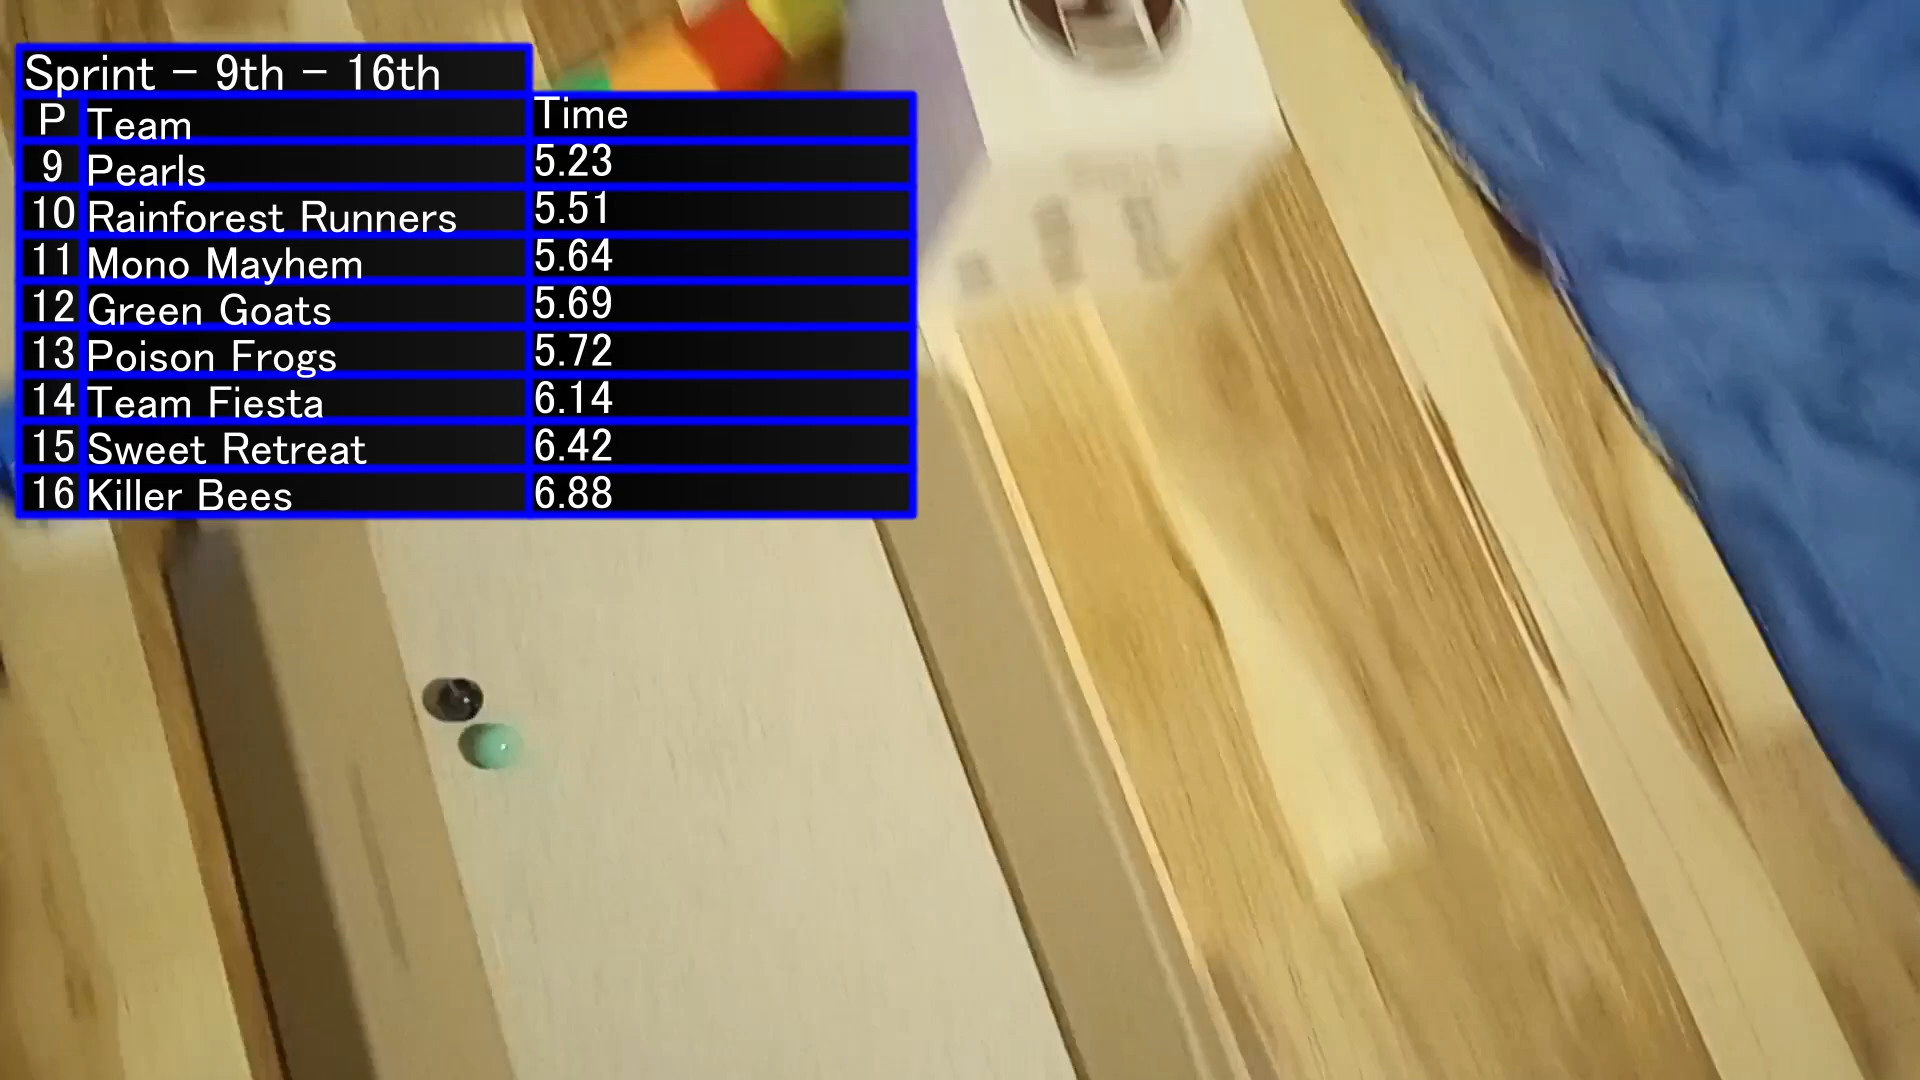 Sprint - 9th - 16th
P Team Time
9 Pearls 5.23
10 Rainforest Runners 5.51
11 Mono Mayhem 5.64
12 Green Goats 5.69
13 Poison Frogs 5.72
14 Team Fiesta 6.14
15 Sweet Retreat 6.42
16 Killer Bees 6.88